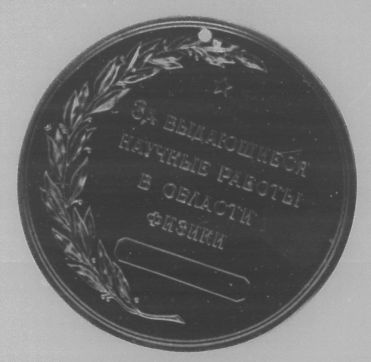 ЗА ВЫДАЮЩИЕСЯ
НАУЧНЫЕ РАБОТЫ
В ОБЛАСТИ
ФИЗИКИ